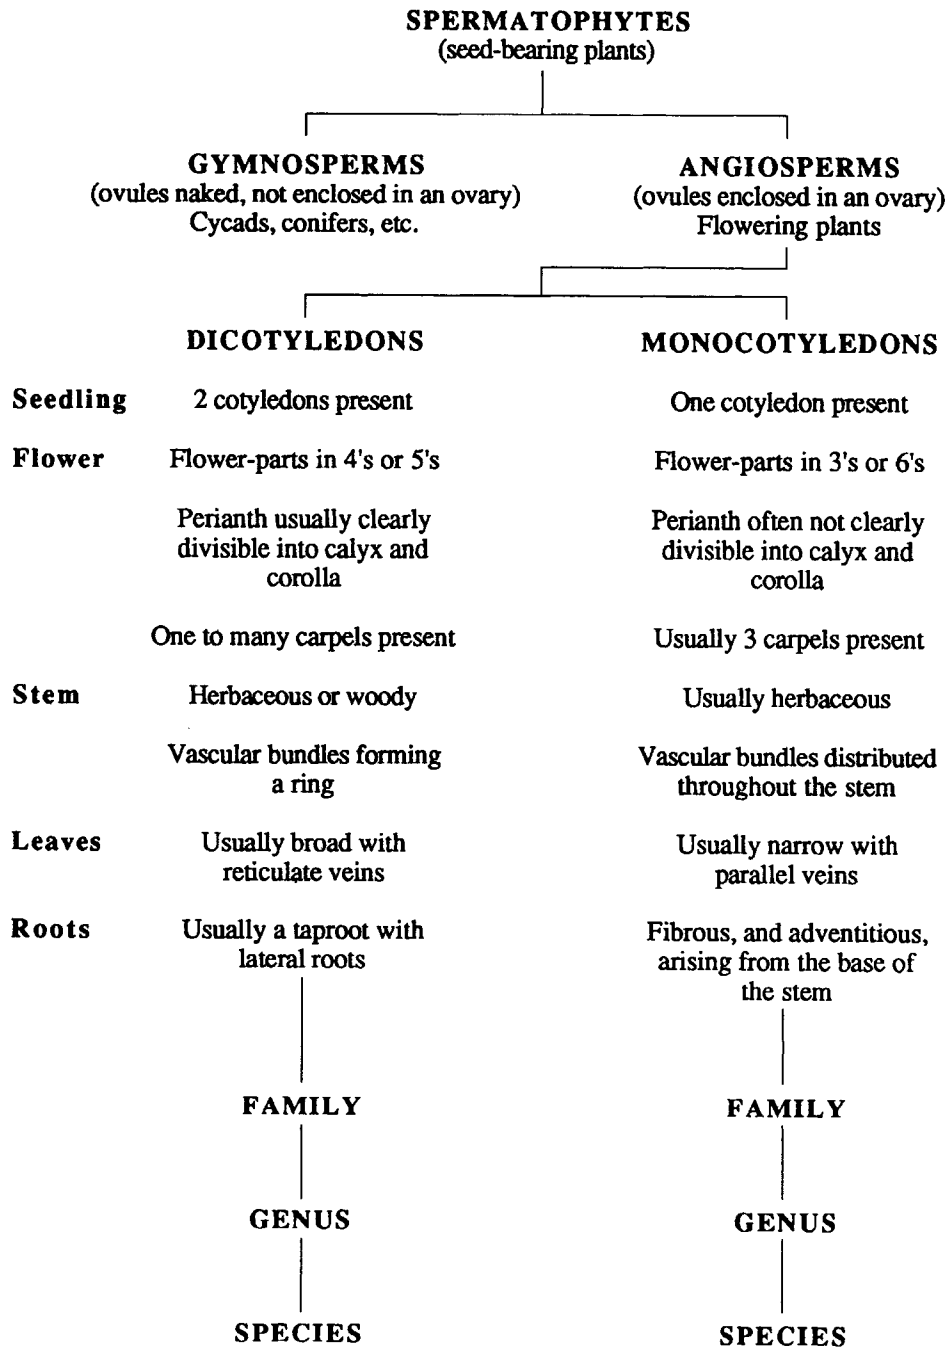 SPERMATOPHYTES
(seed-bearing plants)
GYMNOSPERMS
(ovules naked, not enclosed in an ovary)
Cycads, conifers, etc.
ANGIOSPERMS
(ovules enclosed in an ovary)
Flowering plants
DICOTYLEDONS
MONOCOTYLEDONS
Seedling
2 cotyledons present
One cotyledon present
Flower
Flower-parts in 4's or 5's
Flower-parts in 3's or 6's
Perianth usually clearly
divisible into calyx and
corolla
Perianth often not clearly
divisible into calyx and
corolla
One to many carpels present
Usually 3 carpels present
Stem
Herbaceous or woody
Usually herbaceous
Vascular bundles forming
a ring
Vascular bundles distributed
throughout the stem
Leaves
Usually broad with
reticulate veins
Usually narrow with
parallel veins
Roots
Usually a taproot with
lateral roots
Fibrous, and adventitious,
arising from the base of
the stem
FAMILY
FAMILY
GENUS
GENUS
SPECIES
SPECIES